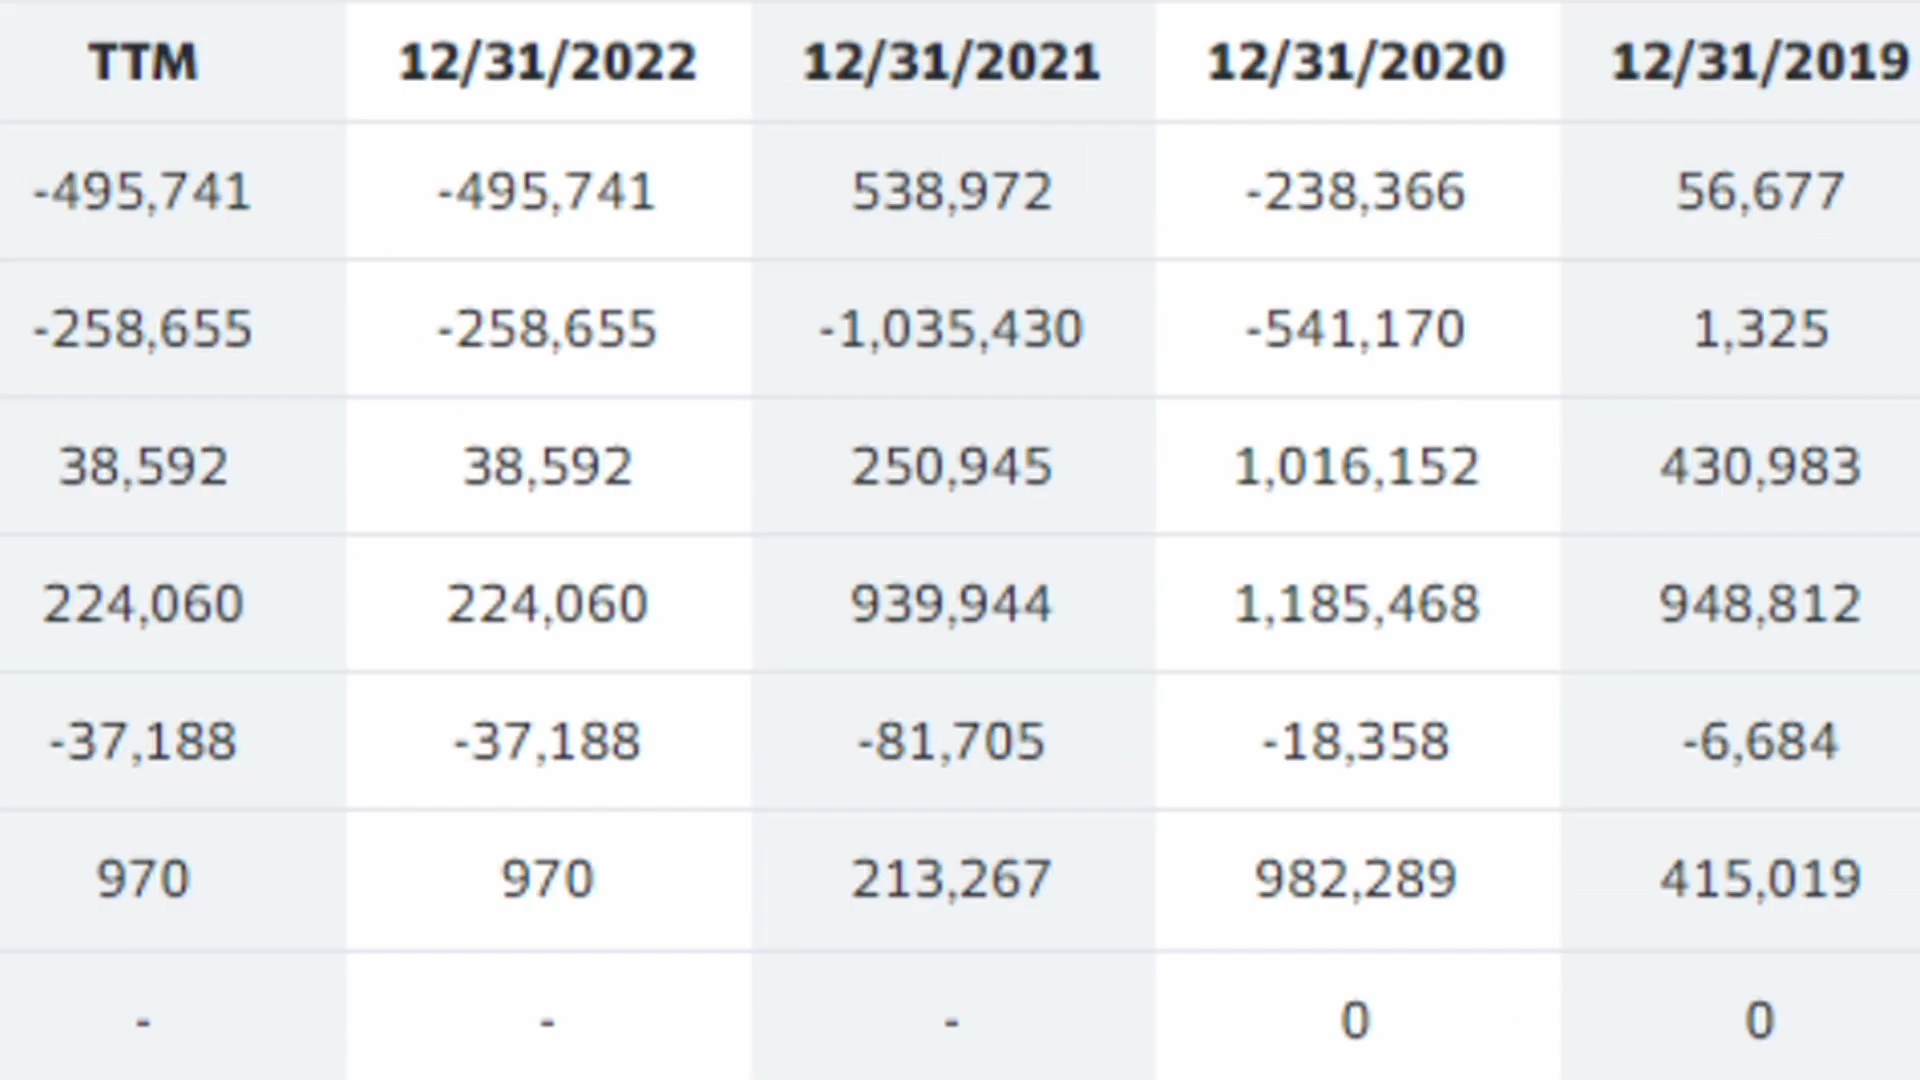 TTM 12/31/2022 12/31/2021 12/31/2020 12/31/2019
-495,741 -495,741 538,972 -238,366 56,677
-258,655 -258,655 -1,035,430 -541,170 1,325
38,592 38,592 250,945 1,016,152 430,983
224,060 224,060 939,944 1,185,468 948,812
-37,188 -37,188 -81,705 -18,358 -6,684
970 970 213,267 982,289 415,019
- - - 0 0